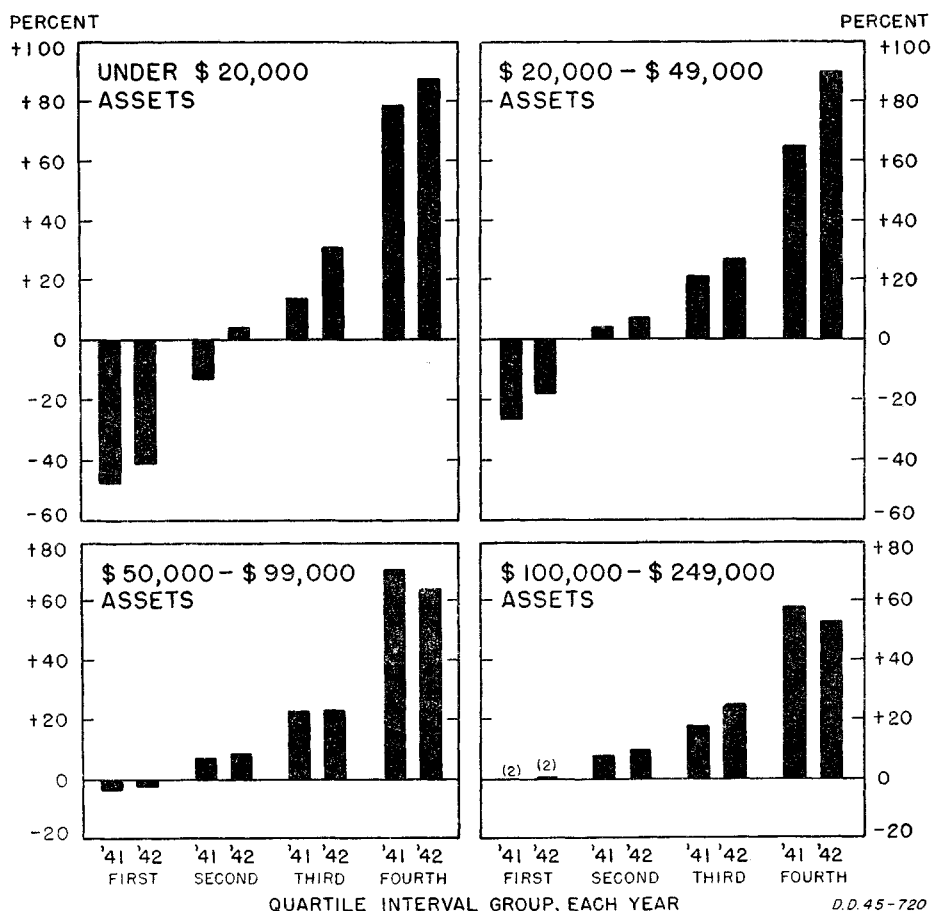 PERCENT
PERCENT
+100
+80
+60
+40
+20
0
-20
-40
-60
UNDER $ 20,000
ASSETS
$ 20,000 - $ 49,000
ASSETS
+100
+80
+60
+40
+20
0
-20
-40
-60
+80
+60
+40
+20
0
-20
$ 50,000 - $ 99,000
ASSETS
$ 100,000 - $ 249,000
ASSETS
(2) (2)
+80
+60
+40
+20
0
-20
'41 '42 '41 '42 '41 '42 '41 '42
FIRST SECOND THIRD FOURTH
'41 '42 '41 '42 '41 '42 '41 '42
FIRST SECOND THIRD FOURTH
QUARTILE INTERVAL GROUP, EACH YEAR
D.D. 45-720